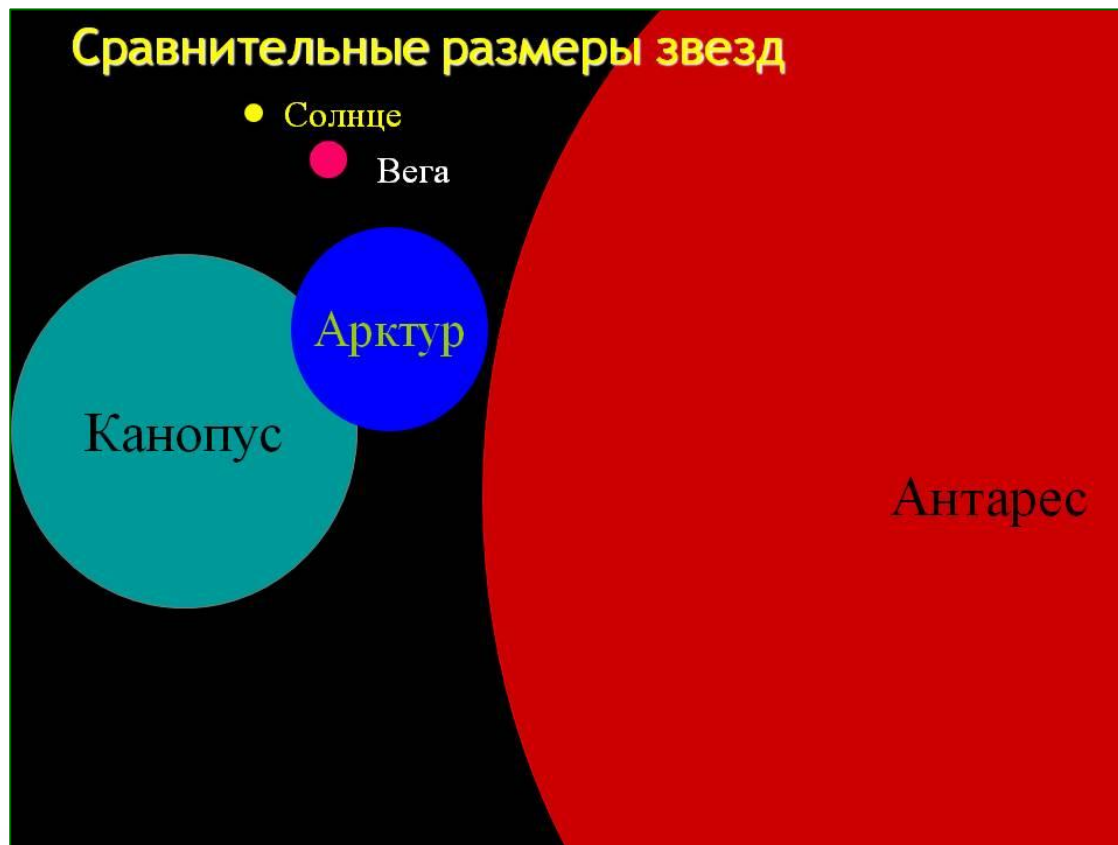 Сравнительные размеры звезд
Солнце
Вега
Арктур
Канопус
Антарес